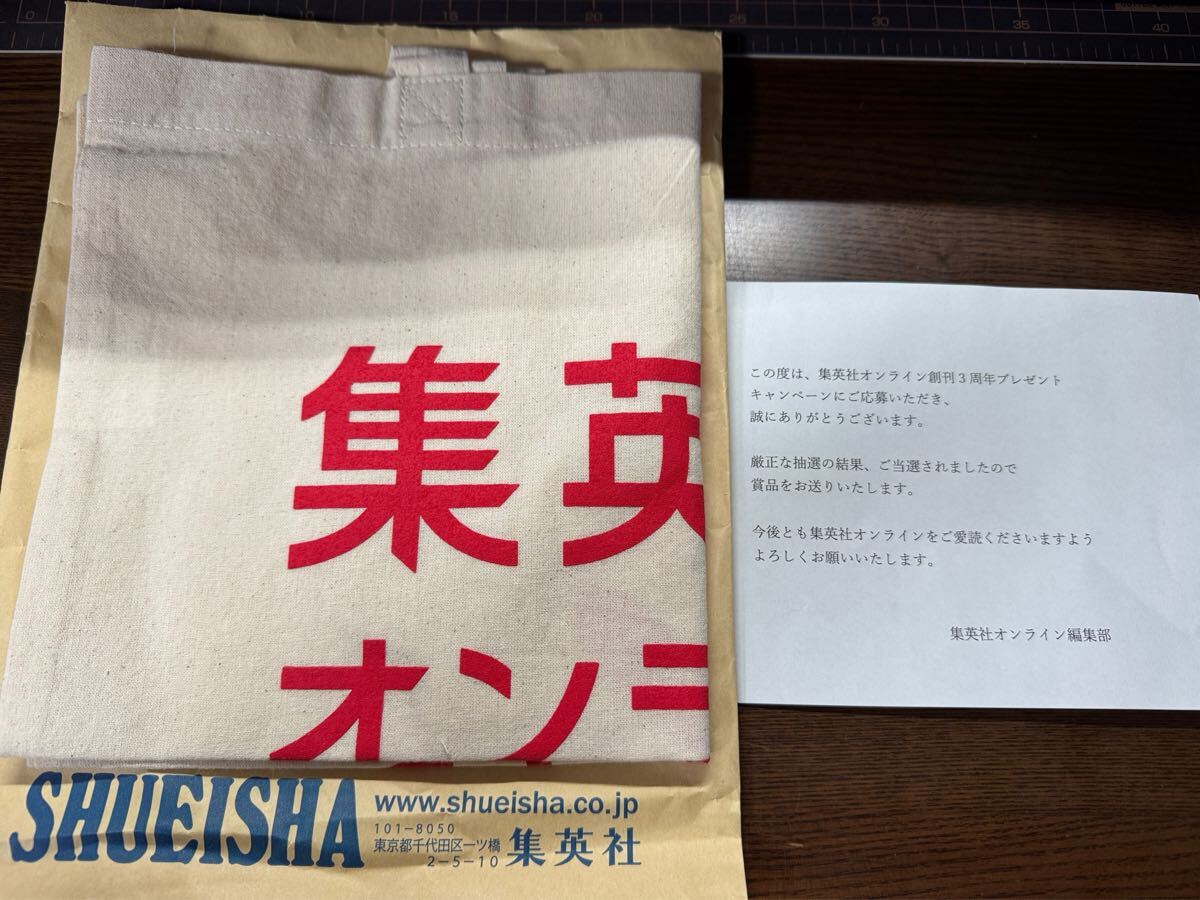 15
20
25
30
35
40
集英
オンラ
SHUEISHA
www.shueisha.co.jp
101-8050
東京都千代田区一ツ橋
2-5-10
集英社
この度は、集英社オンライン創刊3周年プレゼント
キャンペーンにご応募いただき、
誠にありがとうございます。
厳正な抽選の結果、ご当選されましたので
賞品をお送りいたします。
今後とも集英社オンラインをご愛読くださいますよう
よろしくお願いいたします。
集英社オンライン編集部